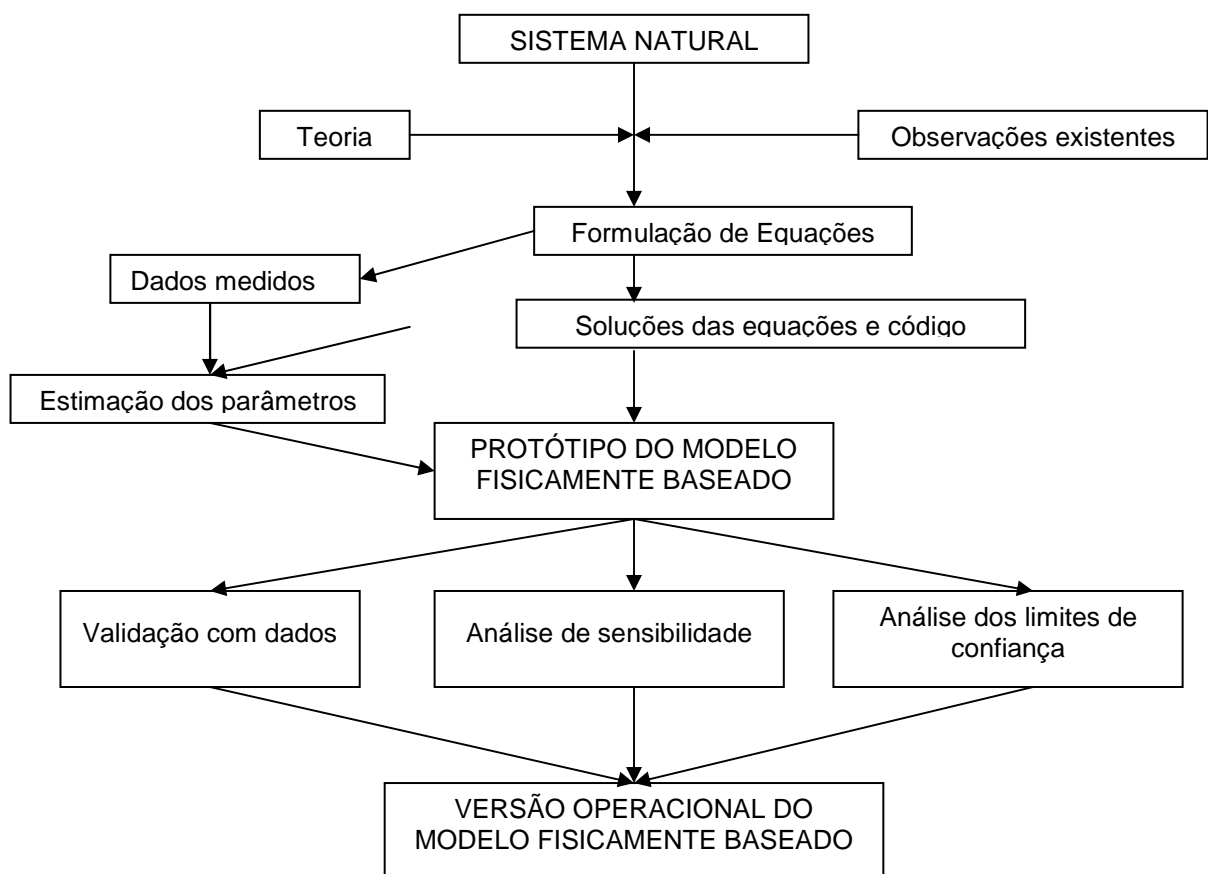 SISTEMA NATURAL
Teoria
Observações existentes
Formulação de Equações
Dados medidos
Soluções das equações e código
Estimação dos parâmetros
PROTÓTIPO DO MODELO
FISICAMENTE BASEADO
Validação com dados
Análise de sensibilidade
Análise dos limites de
confiança
VERSÃO OPERACIONAL DO
MODELO FISICAMENTE BASEADO